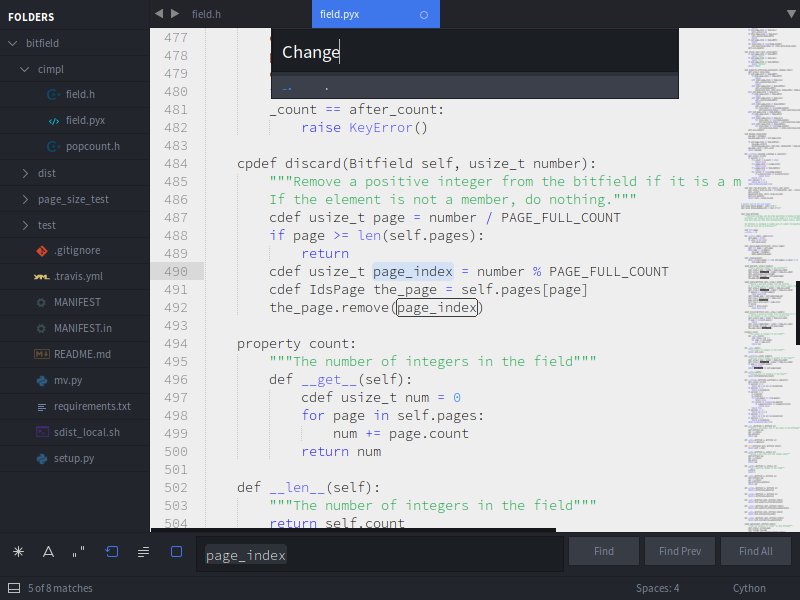 FOLDERS
bitfield
cimpl
field.h
field.pyx
popcount.h
dist
page_size_test
test
.gitignore
.travis.yml
MANIFEST
MANIFEST.in
README.md
mv.py
requirements.txt
sdist_local.sh
setup.py
field.h
field.pyx
Change
477
478
479
480
481 _count == after_count:
482 raise KeyError()
483
484 cpdef discard(Bitfield self, usize_t number):
485 """Remove a positive integer from the bitfield if it is a m
486 If the element is not a member, do nothing."""
487 cdef usize_t page = number / PAGE_FULL_COUNT
488 if page >= len(self.pages):
489 return
490 cdef usize_t page_index = number % PAGE_FULL_COUNT
491 cdef IdsPage the_page = self.pages[page]
492 the_page.remove(page_index)
493
494 property count:
495 """The number of integers in the field"""
496 def __get__(self):
497 cdef usize_t num = 0
498 for page in self.pages:
499 num += page.count
500 return num
501
502 def __len__(self):
503 """The number of integers in the field"""
504 return self.count
page_index
Find
Find Prev
Find All
5 of 8 matches
Spaces: 4
Cython